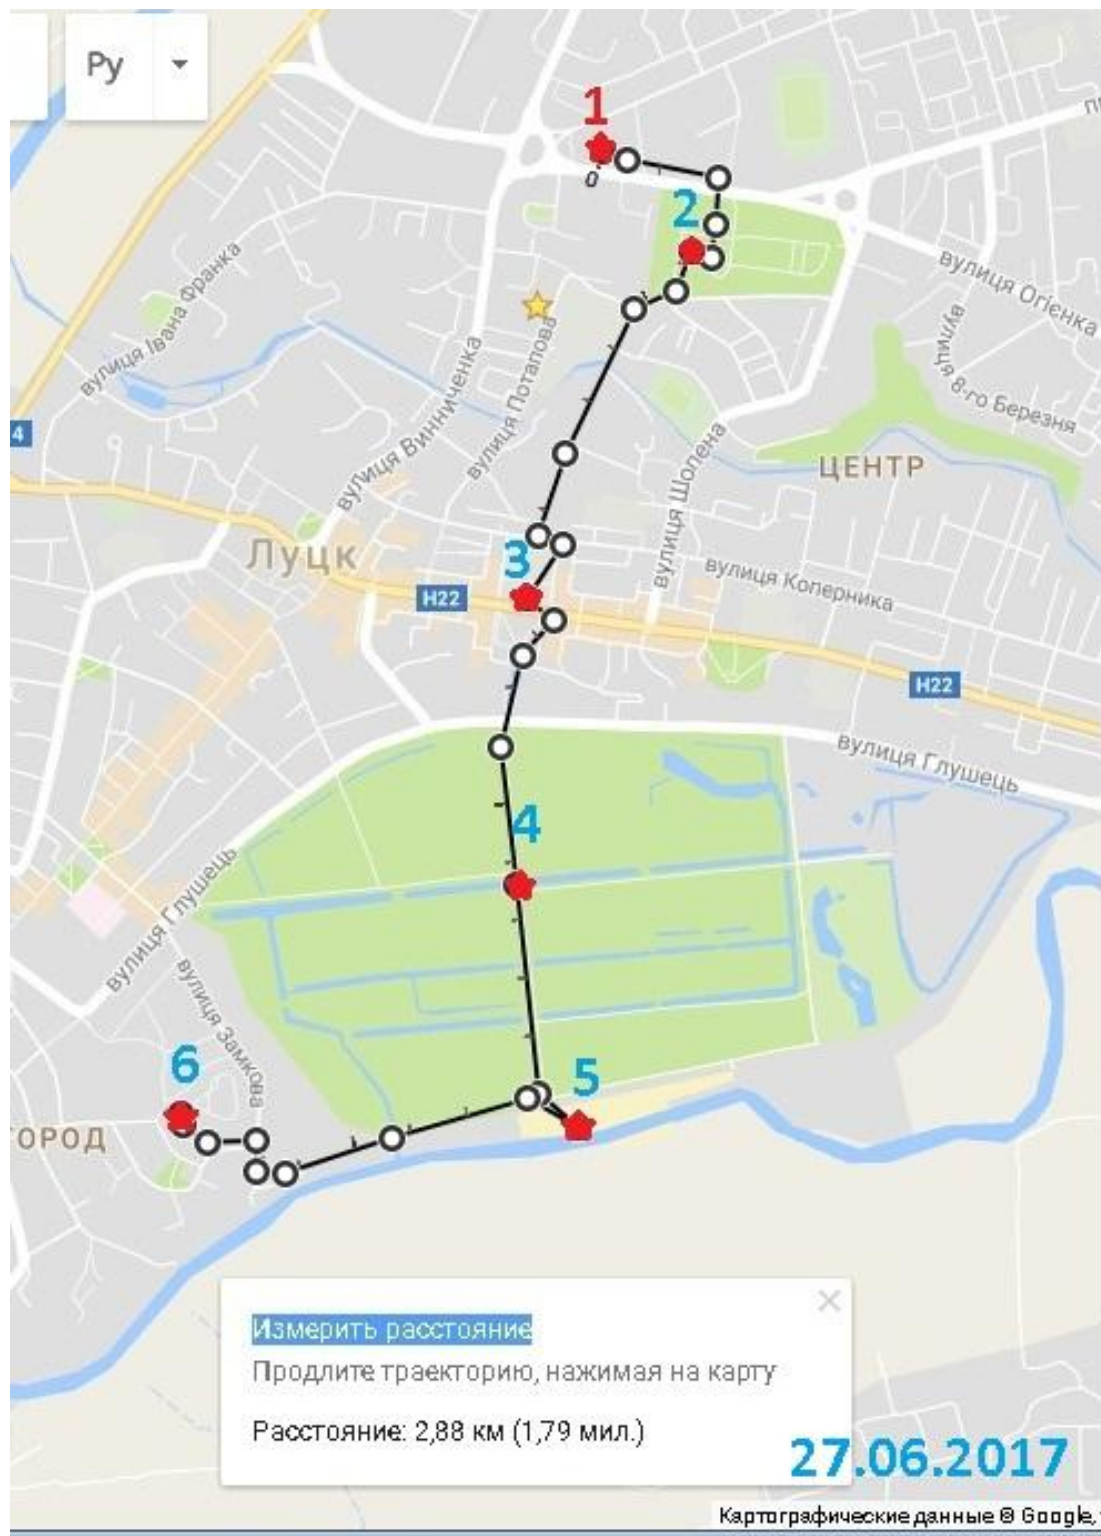 Ру
1
0
2
вулиця Огієнка
вулиця Івана Франка
вулиця 8-го Березня
вулиця Потапова
вулиця Винниченка
4
вулиця Шопена
ЦЕНТР
3
Луцк
H22
вулиця Коперника
H22
вулиця Глушець
4
вулиця Глушець
вулиця Замкова
6
5
ГОРОД
Измерить расстояние
Продлите траекторию, нажимая на карту
Расстояние: 2,88 км (1,79 мил.)
27.06.2017
Картографические данные © Google,